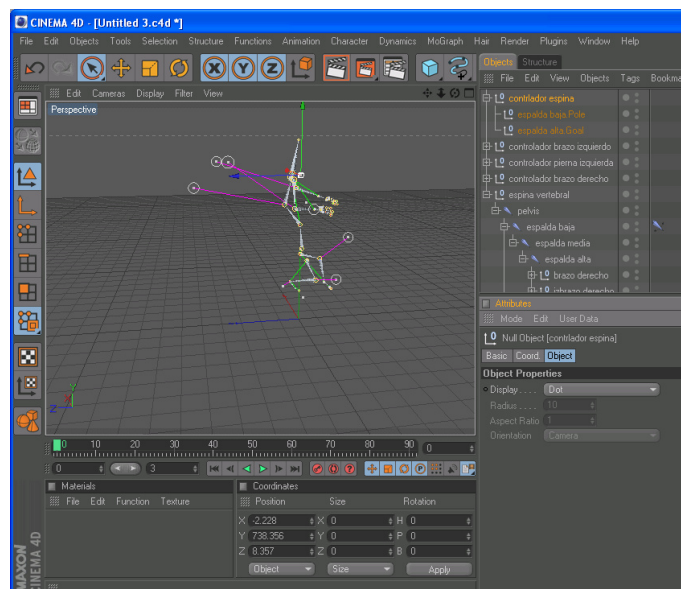 CINEMA 4D - [Untitled 3.c4d *]
File Edit Objects Tools Selection Structure Functions Animation Character Dynamics MoGraph Hair Render Plugins Window Help
Objects Structure
File Edit View Objects Tags Bookma
Edit Cameras Display Filter View
Perspective
contrlador espina
espalda baja.Pole
espalda alta.Goal
controlador brazo izquierdo
controlador pierna izquierda
controlador brazo derecho
espina vertebral
pelvis
espalda baja
espalda media
espalda alta
brazo derecho
Attributes
Mode Edit User Data
Null Object [contrlador espina]
Basic Coord. Object
Object Properties
Display . . . . Dot
Radius . . . . 10
Aspect Ratio 1
Orientation Camera
X Y Z
Y
X
Z
0 10 20 30 40 50 60 70 80 90 0
0 3
Materials
File Edit Function Texture
Coordinates
Position Size Rotation
X -2.228 X 0 H 0
Y 738.356 Y 0 P 0
Z 8.357 Z 0 B 0
Object Size Apply
MAXON
CINEMA 4D